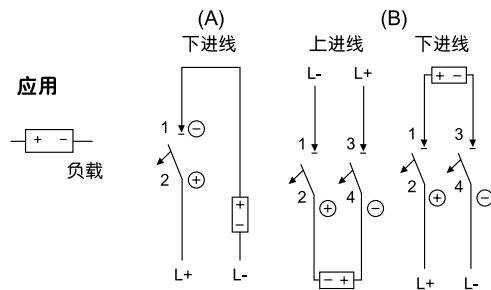 (A) (B)
下进线 上进线 下进线
L- L+ + -
应用
1 - 1 3 1 3
+ -
负载
2 + 2 + 4 - 2 + 4 -
+ -
- +
L+ L- L+ L-